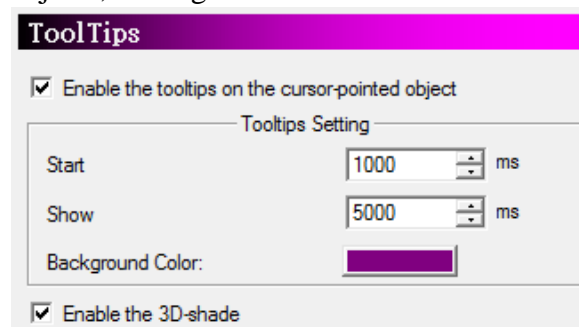 ToolTips
Enable the tooltips on the cursor-pointed object
Tooltips Setting
Start 1000 ms
Show 5000 ms
Background Color:
Enable the 3D-shade